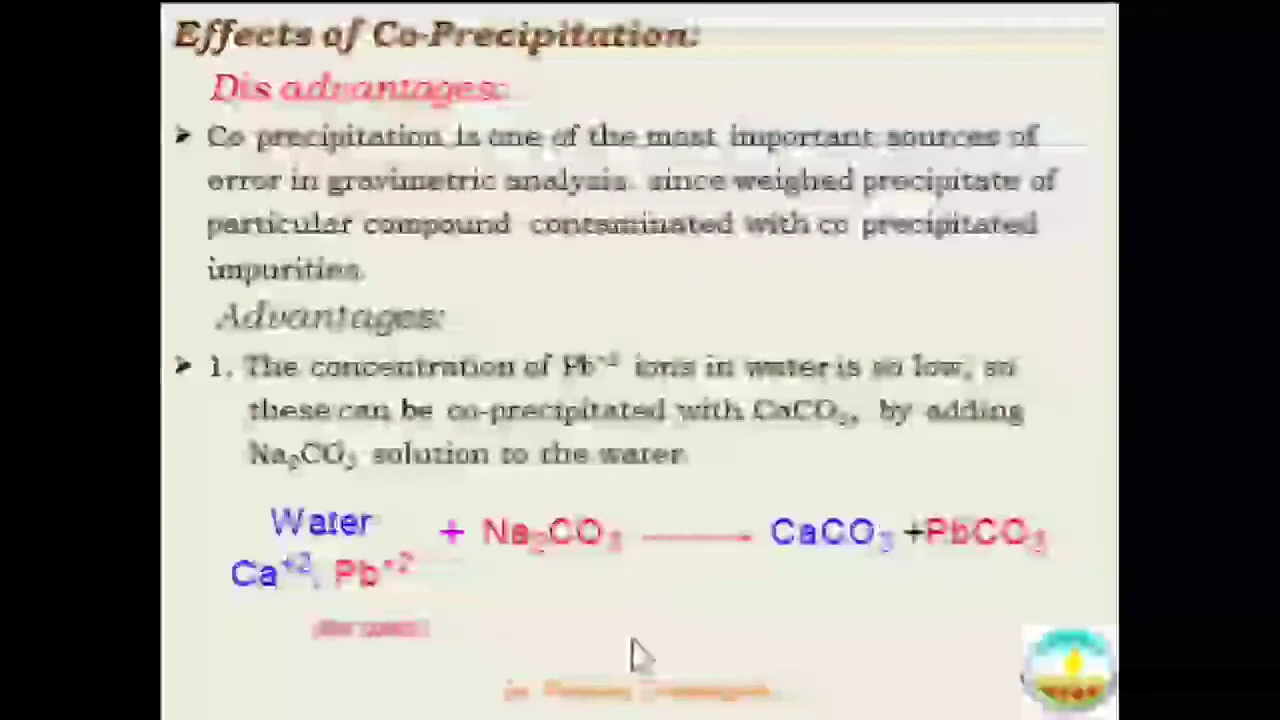 Effects of Co-Precipitation:
Dis advantages:
➤ Co precipitation is one of the most important sources of
error in gravimetric analysis. since weighed precipitate of
particular compound contaminated with co precipitated
impurities.
Advantages:
➤ 1. The concentration of Pb⁺² ions in water is so low, so
these can be co-precipitated with CaCO₃, by adding
Na₂CO₃ solution to the water.
Water + Na₂CO₃ ——— CaCO₃ +PbCO₃
Ca⁺², Pb⁺²